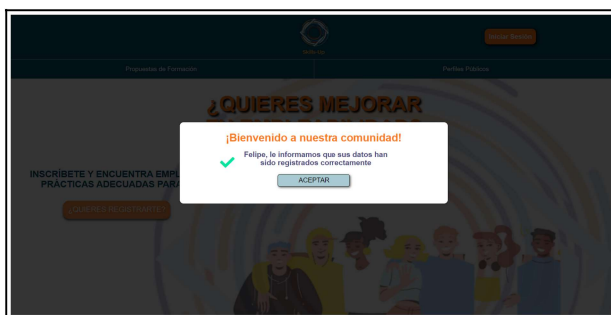 Iniciar Sesión
Propuestas de Formación
Perfiles Públicos
¿QUIERES MEJORAR
¡Bienvenido a nuestra comunidad!
Felipe, le informamos que sus datos han
sido registrados correctamente
ACEPTAR
INSCRÍBETE Y ENCUENTRA EMPL
PRÁCTICAS ADECUADAS PARA
¿QUIERES REGISTRARTE?